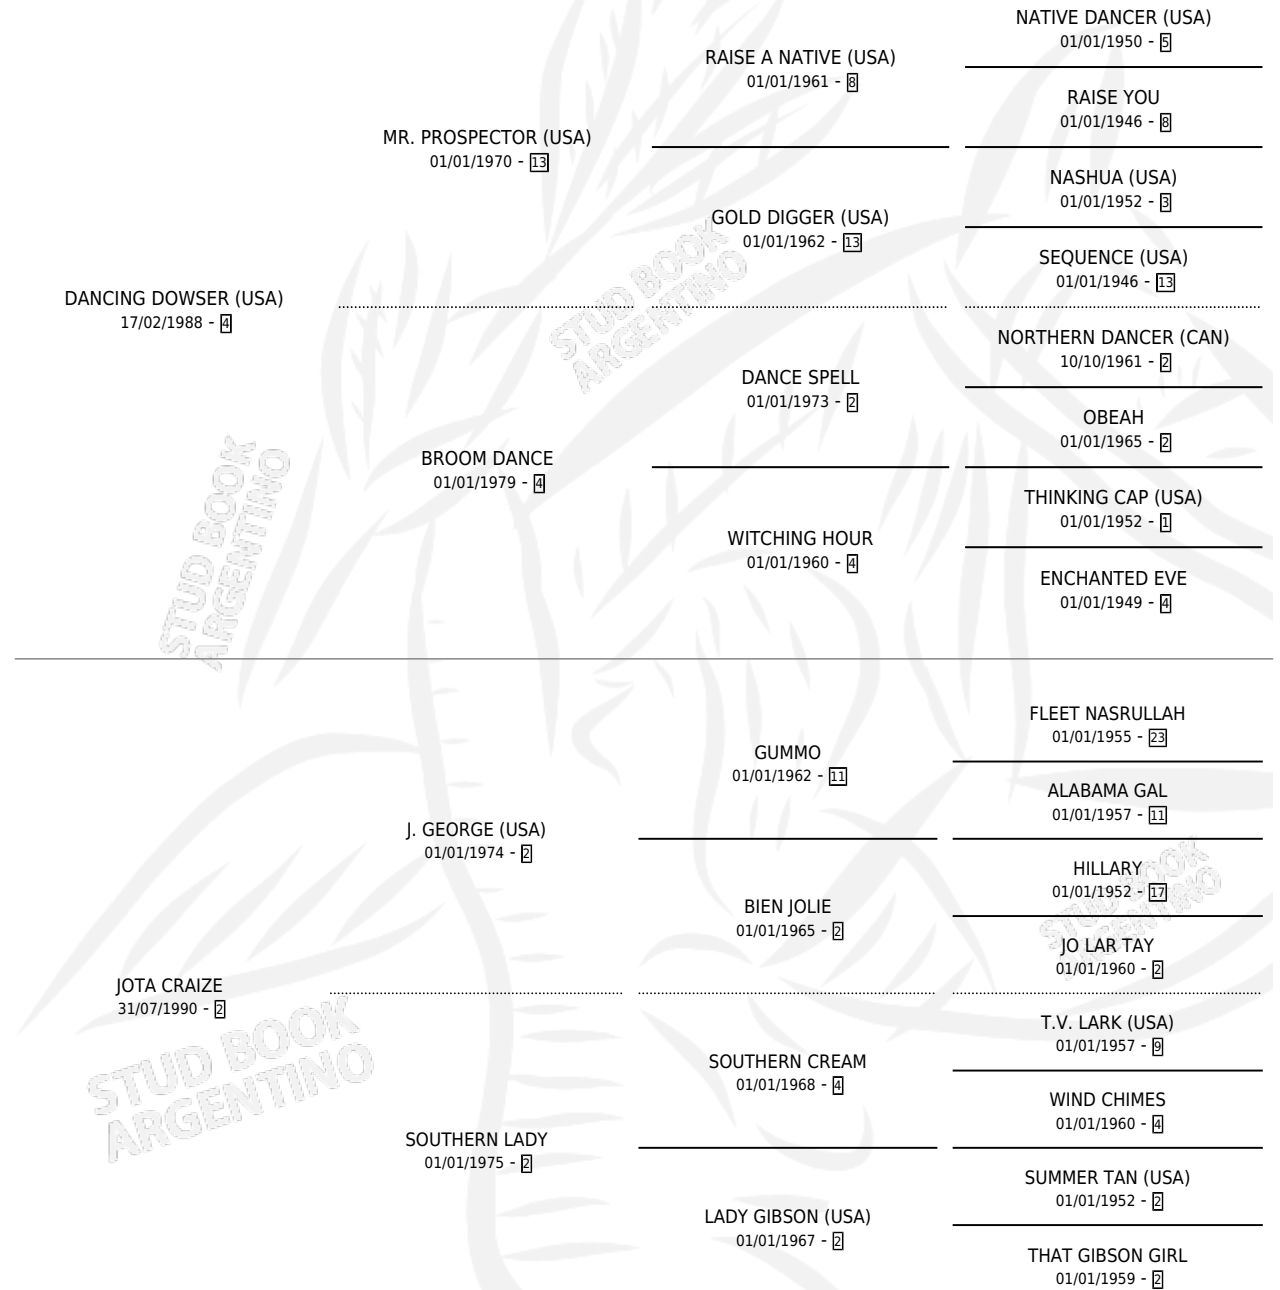 NATIVE DANCER (USA)
01/01/1950 - 5
RAISE A NATIVE (USA)
01/01/1961 - 8
RAISE YOU
01/01/1946 - 8
MR. PROSPECTOR (USA)
01/01/1970 - 13
NASHUA (USA)
01/01/1952 - 3
GOLD DIGGER (USA)
01/01/1962 - 13
SEQUENCE (USA)
01/01/1946 - 13
DANCING DOWSER (USA)
17/02/1988 - 4
NORTHERN DANCER (CAN)
10/10/1961 - 2
DANCE SPELL
01/01/1973 - 2
OBEAH
01/01/1965 - 2
BROOM DANCE
01/01/1979 - 4
THINKING CAP (USA)
01/01/1952 - 1
WITCHING HOUR
01/01/1960 - 4
ENCHANTED EVE
01/01/1949 - 4
STUD BOOK
ARGENTINO
STUD BOOK
ARGENTINO
FLEET NASRULLAH
01/01/1955 - 23
GUMMO
01/01/1962 - 11
ALABAMA GAL
01/01/1957 - 11
J. GEORGE (USA)
01/01/1974 - 2
HILLARY
01/01/1952 - 17
BIEN JOLIE
01/01/1965 - 2
JO LAR TAY
01/01/1960 - 2
JOTA CRAIZE
31/07/1990 - 2
T.V. LARK (USA)
01/01/1957 - 9
SOUTHERN CREAM
01/01/1968 - 4
WIND CHIMES
01/01/1960 - 4
SOUTHERN LADY
01/01/1975 - 2
SUMMER TAN (USA)
01/01/1952 - 2
LADY GIBSON (USA)
01/01/1967 - 2
THAT GIBSON GIRL
01/01/1959 - 2
STUD BOOK
ARGENTINO
STUD BOOK
ARGENTINO